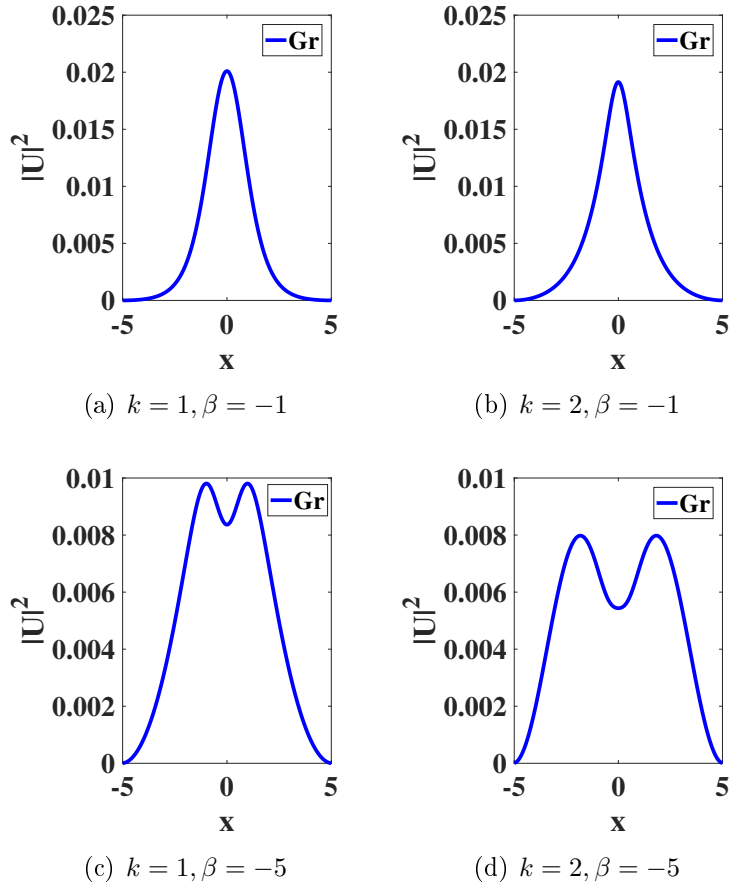 0.025
0.02
0.015
0.01
0.005
0
|U|²
-5 0 5
x
Gr
(a) k = 1, β = −1
0.025
0.02
0.015
0.01
0.005
0
|U|²
-5 0 5
x
Gr
(b) k = 2, β = −1
0.01
0.008
0.006
0.004
0.002
0
|U|²
-5 0 5
x
Gr
(c) k = 1, β = −5
0.01
0.008
0.006
0.004
0.002
0
|U|²
-5 0 5
x
Gr
(d) k = 2, β = −5